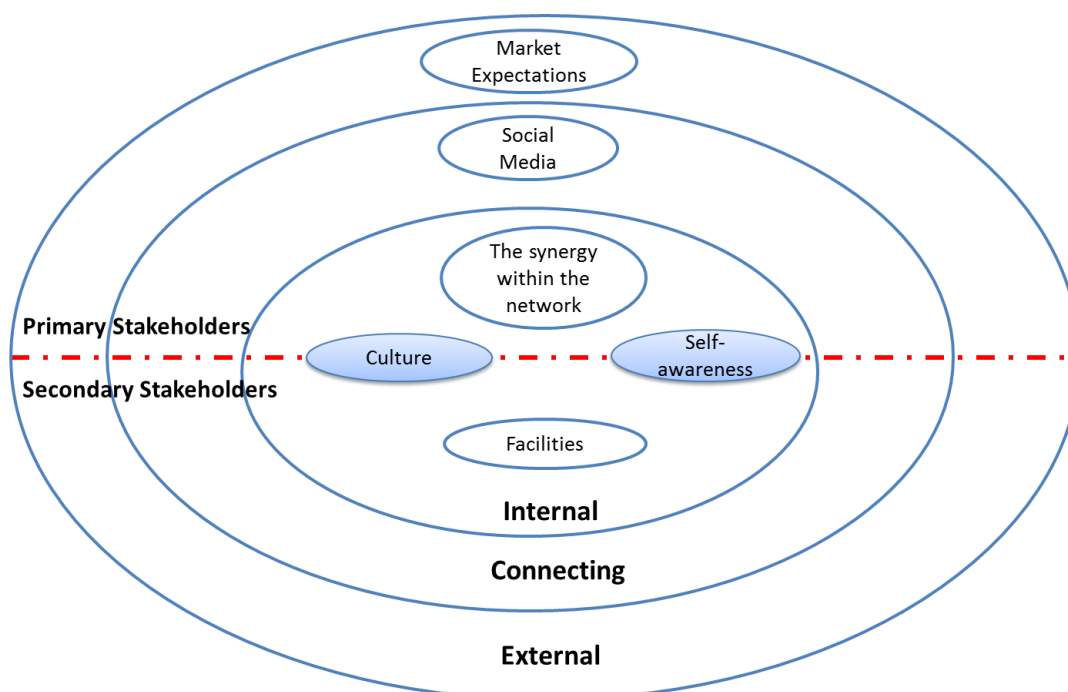 Market
Expectations
Social
Media
The synergy
within the
network
Primary Stakeholders
Culture
Self-
awareness
Secondary Stakeholders
Facilities
Internal
Connecting
External